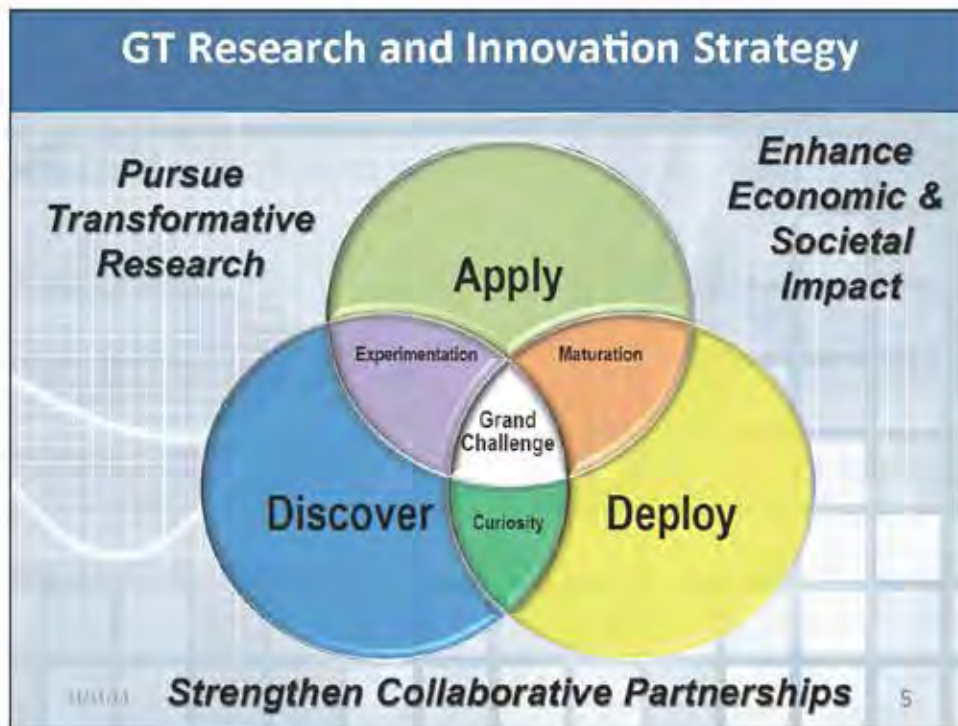 GT Research and Innovation Strategy
Pursue
Transformative
Research
Enhance
Economic &
Societal
Impact
Apply
Experimentation
Maturation
Grand
Challenge
Discover
Deploy
Curiosity
Strengthen Collaborative Partnerships
5